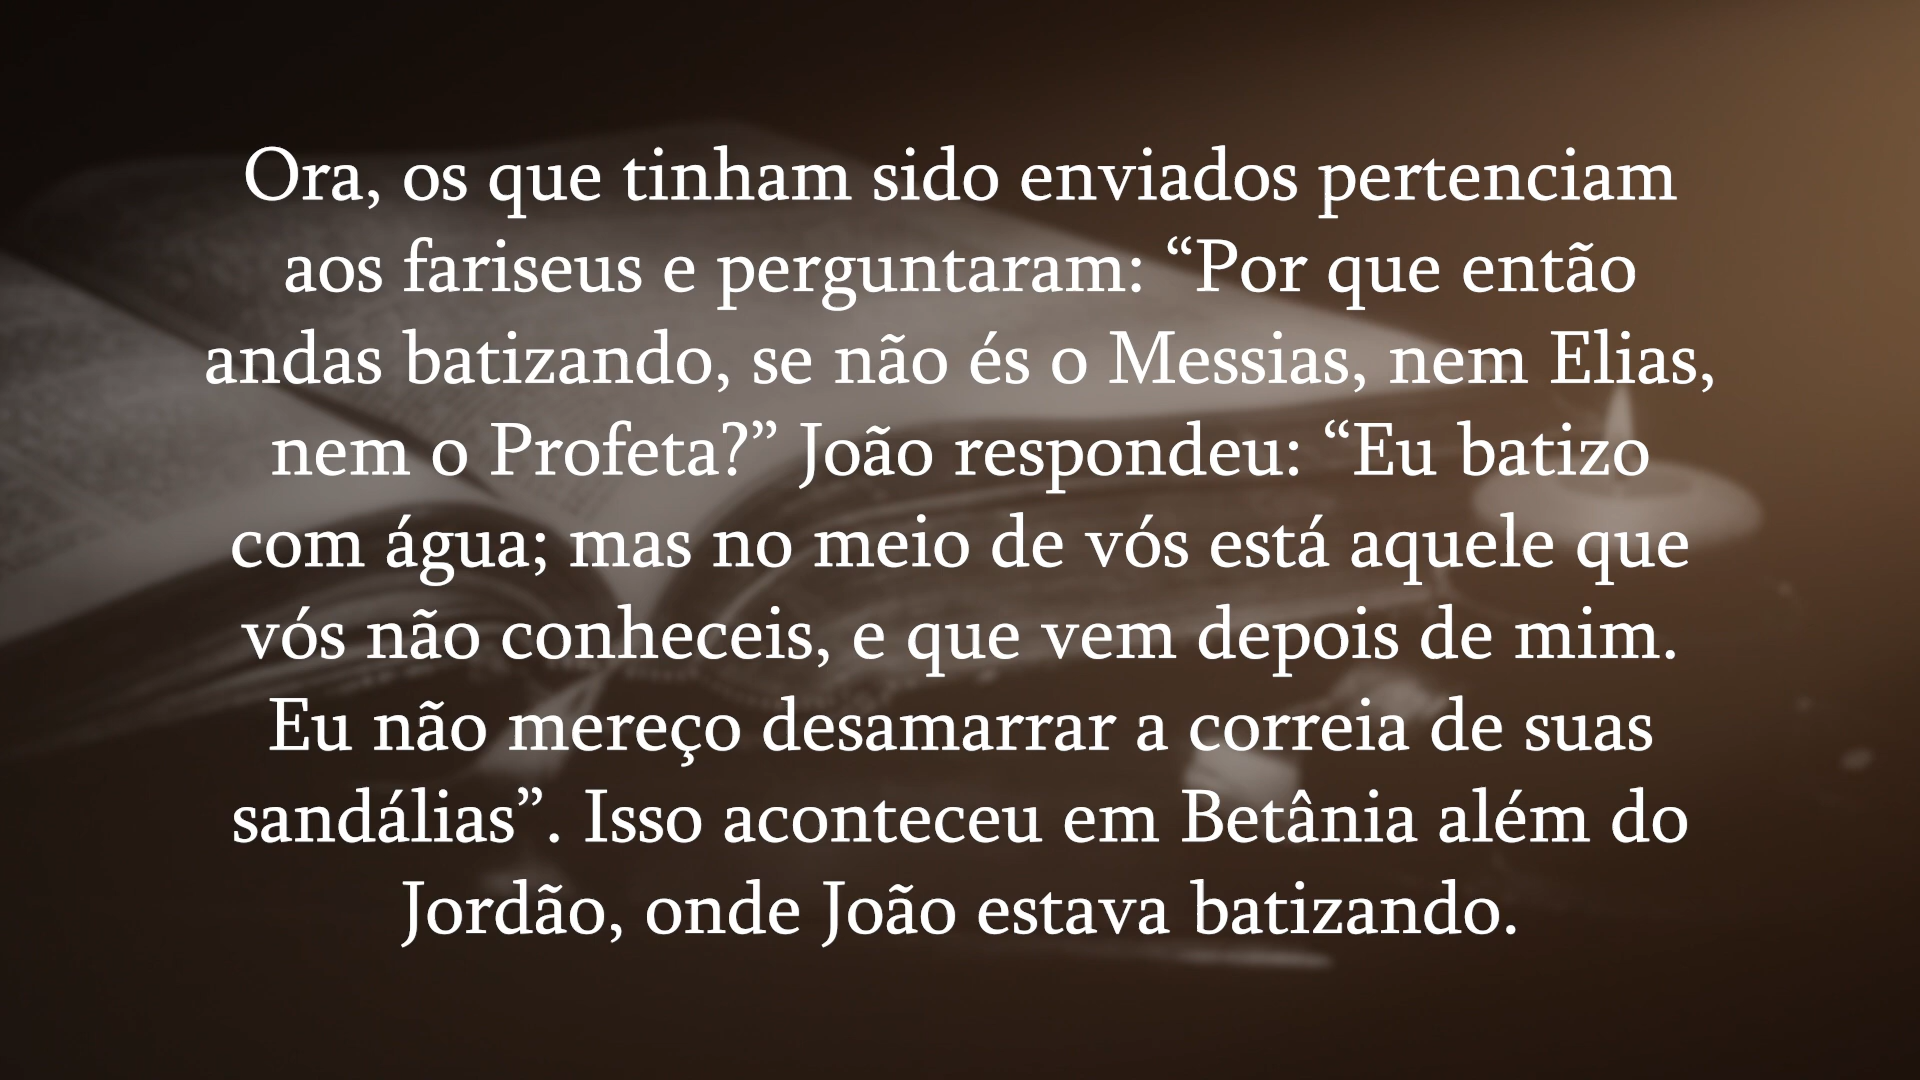 Ora, os que tinham sido enviados pertenciam
aos fariseus e perguntaram: “Por que então
andas batizando, se não és o Messias, nem Elias,
nem o Profeta?” João respondeu: “Eu batizo
com água; mas no meio de vós está aquele que
vós não conheceis, e que vem depois de mim.
Eu não mereço desamarrar a correia de suas
sandálias”. Isso aconteceu em Betânia além do
Jordão, onde João estava batizando.